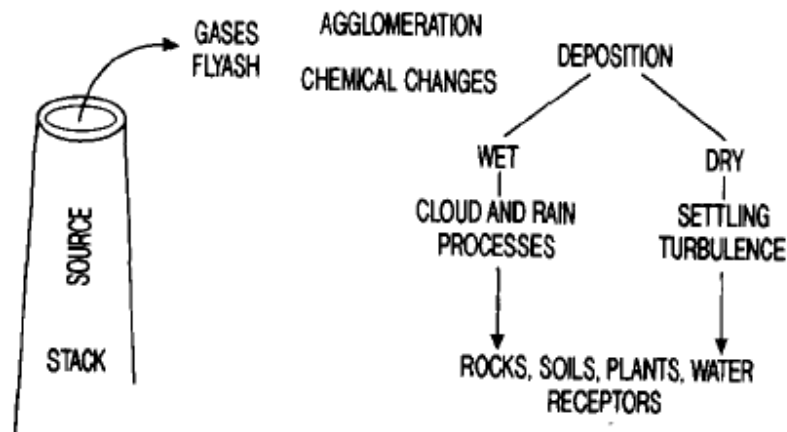 GASES
FLYASH
AGGLOMERATION
CHEMICAL CHANGES
DEPOSITION
WET
DRY
CLOUD AND RAIN
PROCESSES
SETTLING
TURBULENCE
SOURCE
STACK
ROCKS, SOILS, PLANTS, WATER
RECEPTORS